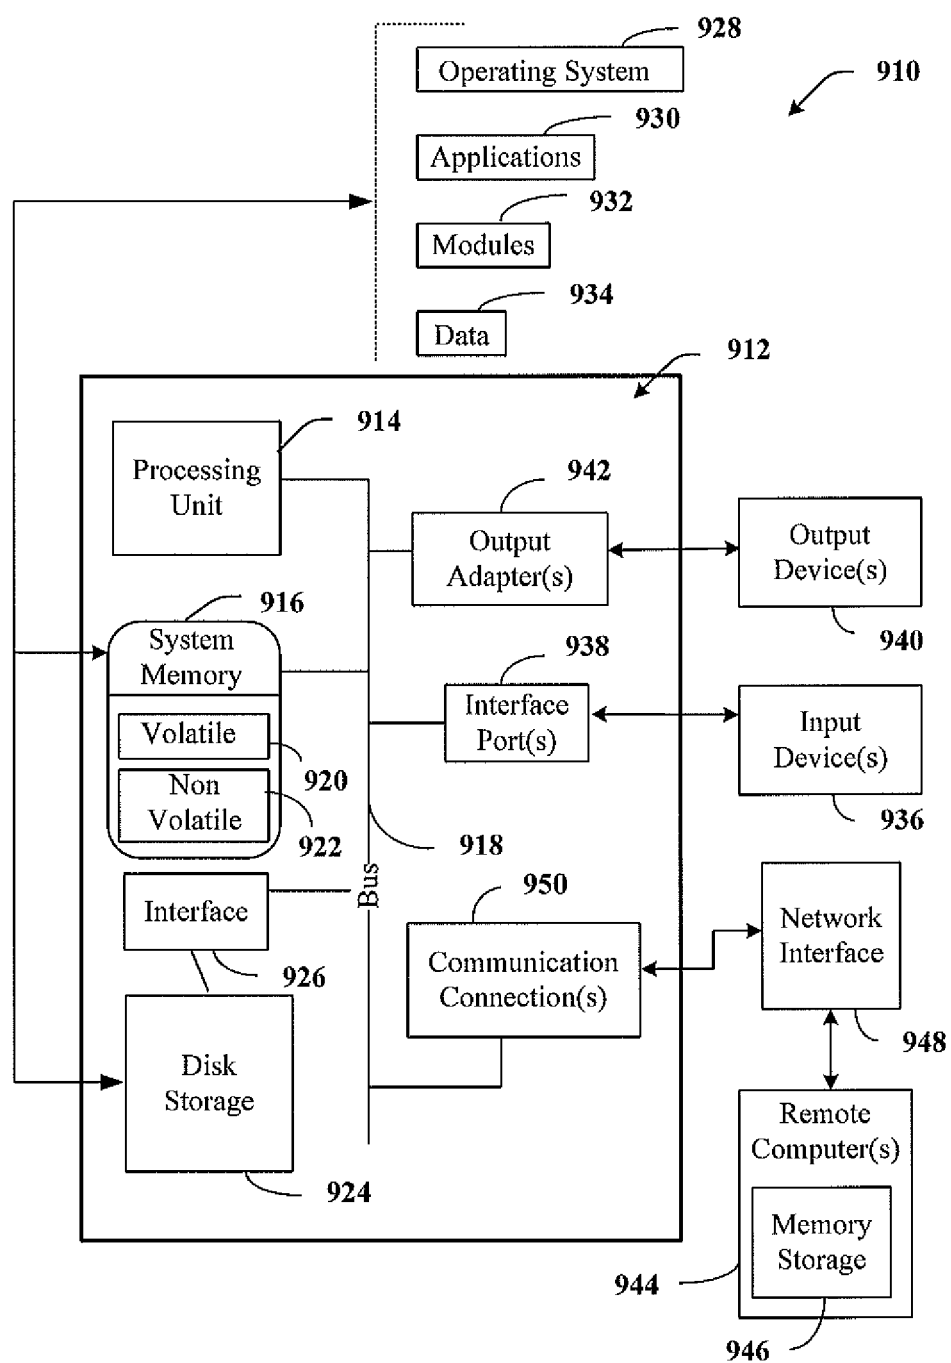 928
Operating System
910
930
Applications
932
Modules
934
Data
912
914
Processing
Unit
942
Output
Adapter(s)
Output
Device(s)
940
916
System
Memory
Volatile
920
Non
Volatile
922
938
Interface
Port(s)
Input
Device(s)
936
918
Bus
950
Communication
Connection(s)
Network
Interface
948
Interface
926
Disk
Storage
924
Remote
Computer(s)
Memory
Storage
944
946